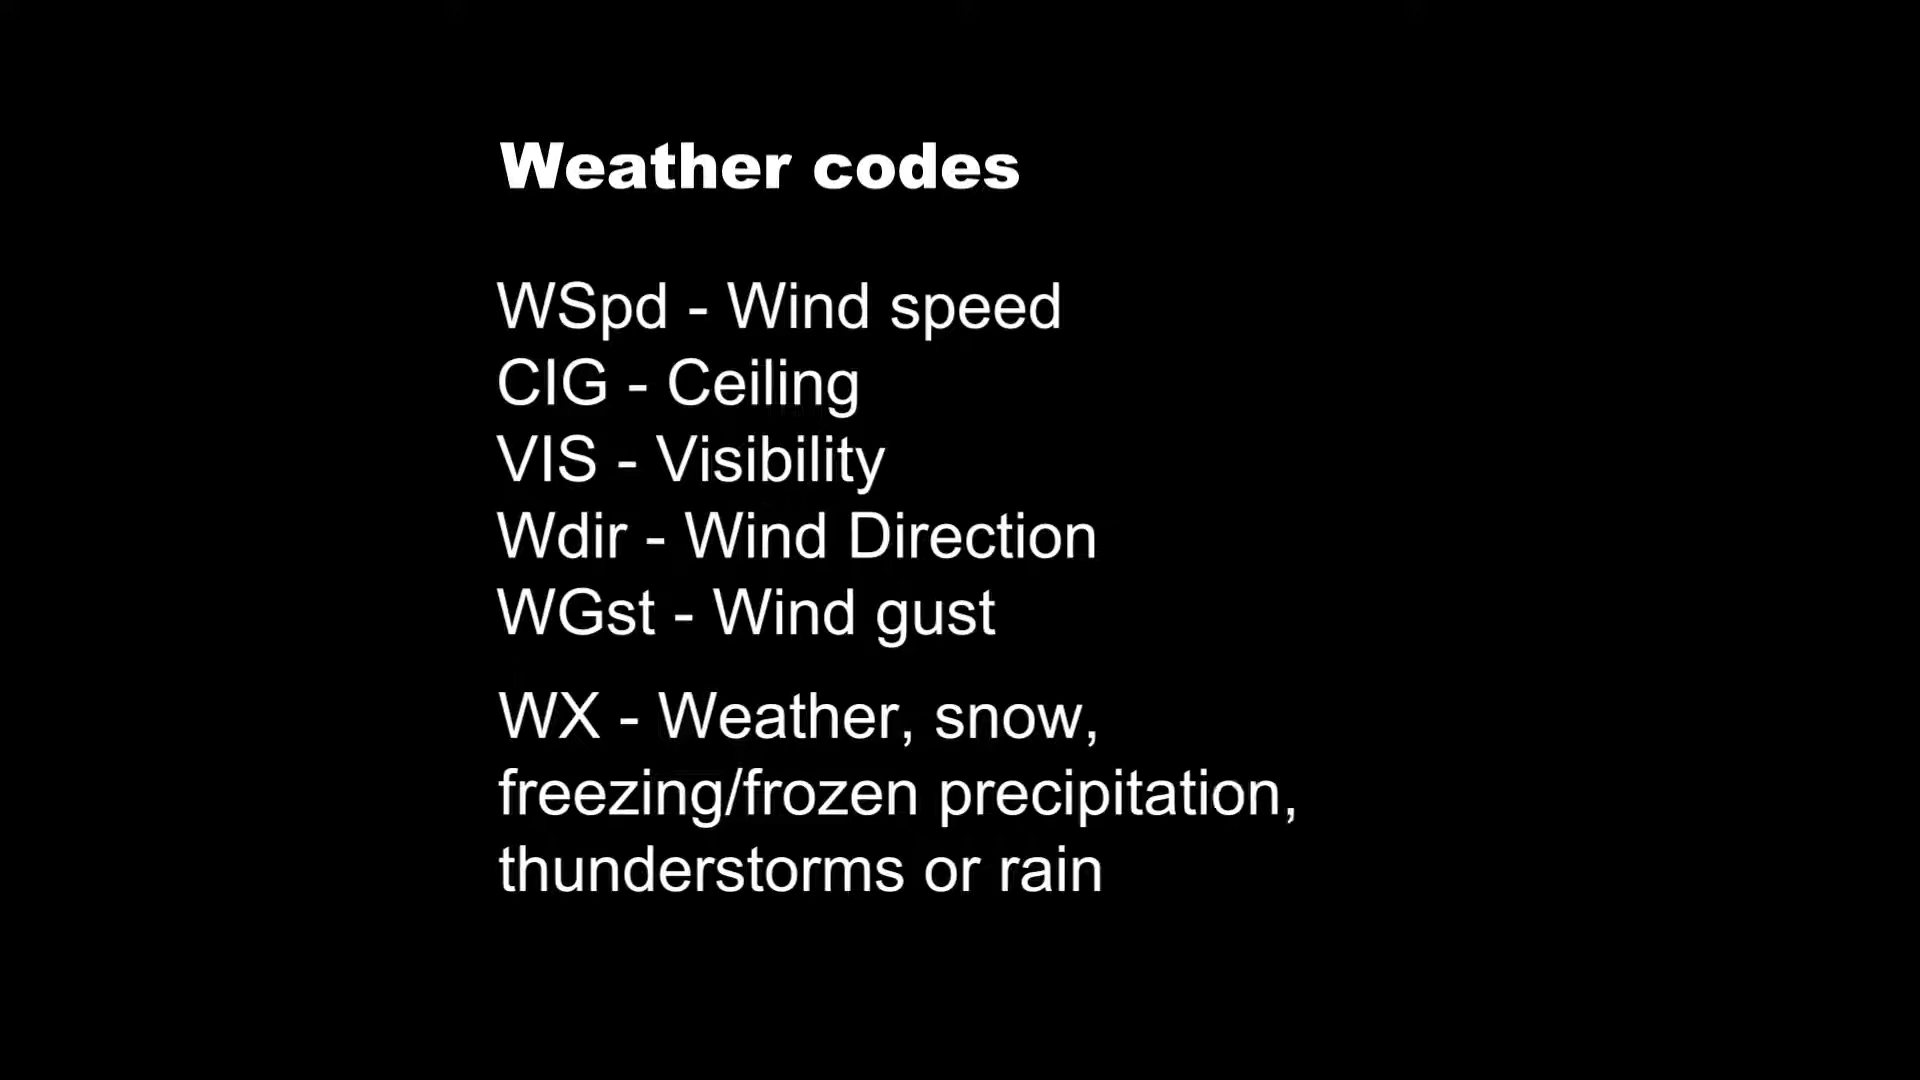 Weather codes
WSpd - Wind speed
CIG - Ceiling
VIS - Visibility
Wdir - Wind Direction
WGst - Wind gust
WX - Weather, snow,
freezing/frozen precipitation,
thunderstorms or rain